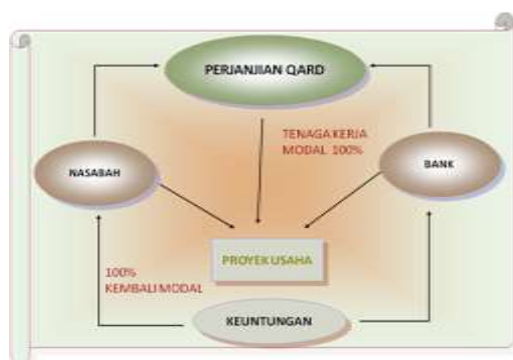 PERJANJIAN QARD
TENAGA KERJA
MODAL 100%
NASABAH
BANK
PROYEK USAHA
100%
KEMBALI MODAL
KEUNTUNGAN